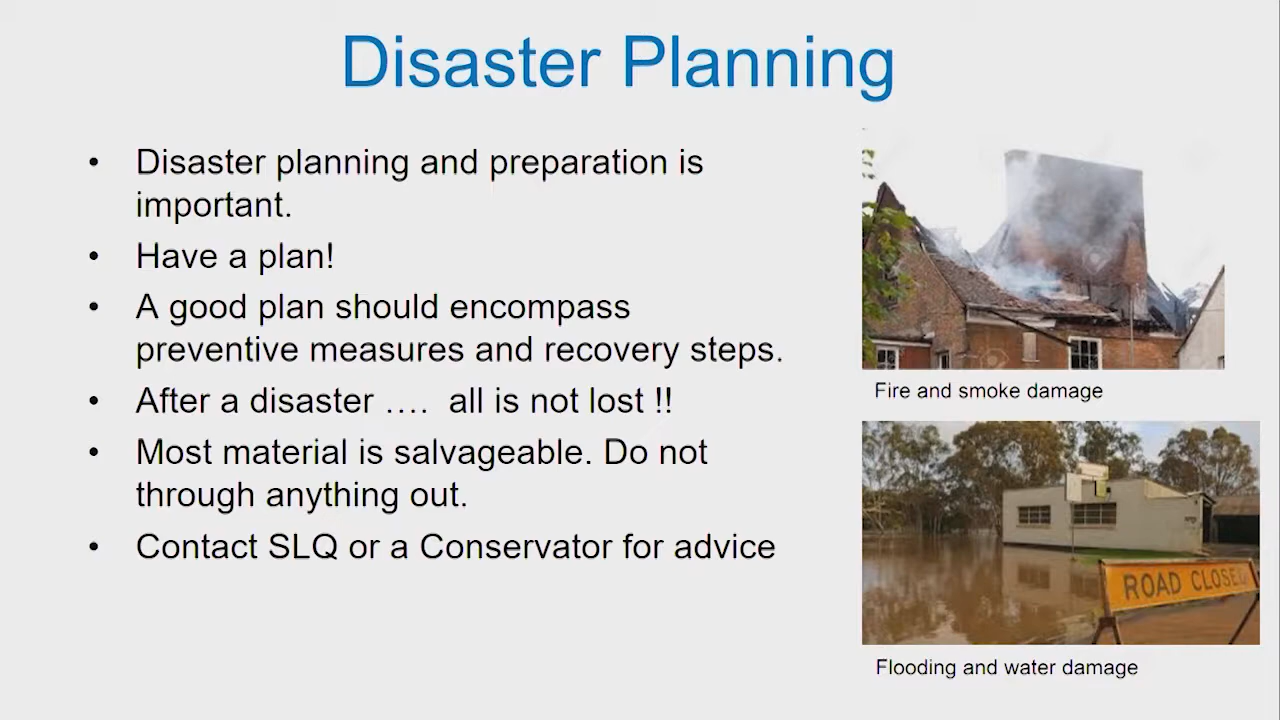 Disaster Planning
• Disaster planning and preparation is
important.
• Have a plan!
• A good plan should encompass
preventive measures and recovery steps.
• After a disaster ....  all is not lost !!
• Most material is salvageable. Do not
through anything out.
• Contact SLQ or a Conservator for advice
Fire and smoke damage
ROAD CLOSED
Flooding and water damage